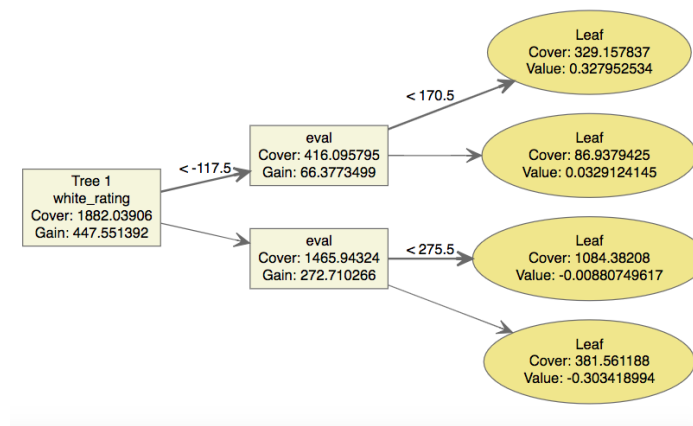 Leaf
Cover: 329.157837
Value: 0.327952534
< 170.5
eval
Cover: 416.095795
Gain: 66.3773499
Leaf
Cover: 86.9379425
Value: 0.0329124145
< -117.5
Tree 1
white_rating
Cover: 1882.03906
Gain: 447.551392
eval
Cover: 1465.94324
Gain: 272.710266
< 275.5
Leaf
Cover: 1084.38208
Value: -0.00880749617
Leaf
Cover: 381.561188
Value: -0.303418994